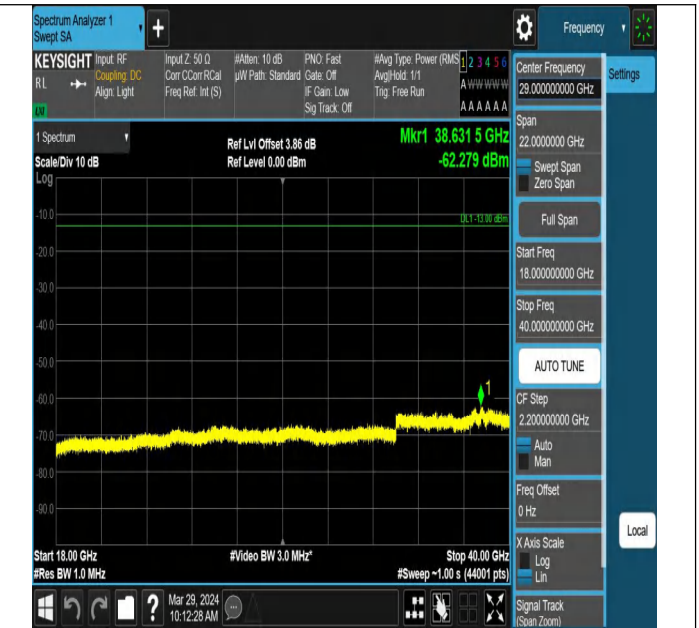 Spectrum Analyzer 1
Swept SA
+
Frequency
KEYSIGHT
RL
Input: RF
Coupling: DC
Align: Light
Input Z: 50 Ω
Corr CCorr RCal
Freq Ref: Int (S)
#Atten: 10 dB
µW Path: Standard
PNO: Fast
Gate: Off
IF Gain: Low
Sig Track: Off
#Avg Type: Power (RMS
Avg|Hold: 1/1
Trig: Free Run
1 2 3 4 5 6
A W W W W W
A A A A A A
1 Spectrum
Scale/Div 10 dB
Log
Ref Lvl Offset 3.86 dB
Ref Level 0.00 dBm
Mkr1 38.631 5 GHz
-62.279 dBm
DL1 -13.00 dBm
-10.0
-20.0
-30.0
-40.0
-50.0
-60.0
-70.0
-80.0
-90.0
1
Start 18.00 GHz
#Res BW 1.0 MHz
#Video BW 3.0 MHz*
Stop 40.00 GHz
#Sweep ~1.00 s (44001 pts)
?
Mar 29, 2024
10:12:28 AM
Center Frequency
29.000000000 GHz
Settings
Span
22.0000000 GHz
Swept Span
Zero Span
Full Span
Start Freq
18.000000000 GHz
Stop Freq
40.000000000 GHz
AUTO TUNE
CF Step
2.200000000 GHz
Auto
Man
Freq Offset
0 Hz
X Axis Scale
Log
Lin
Local
Signal Track
(Span Zoom)